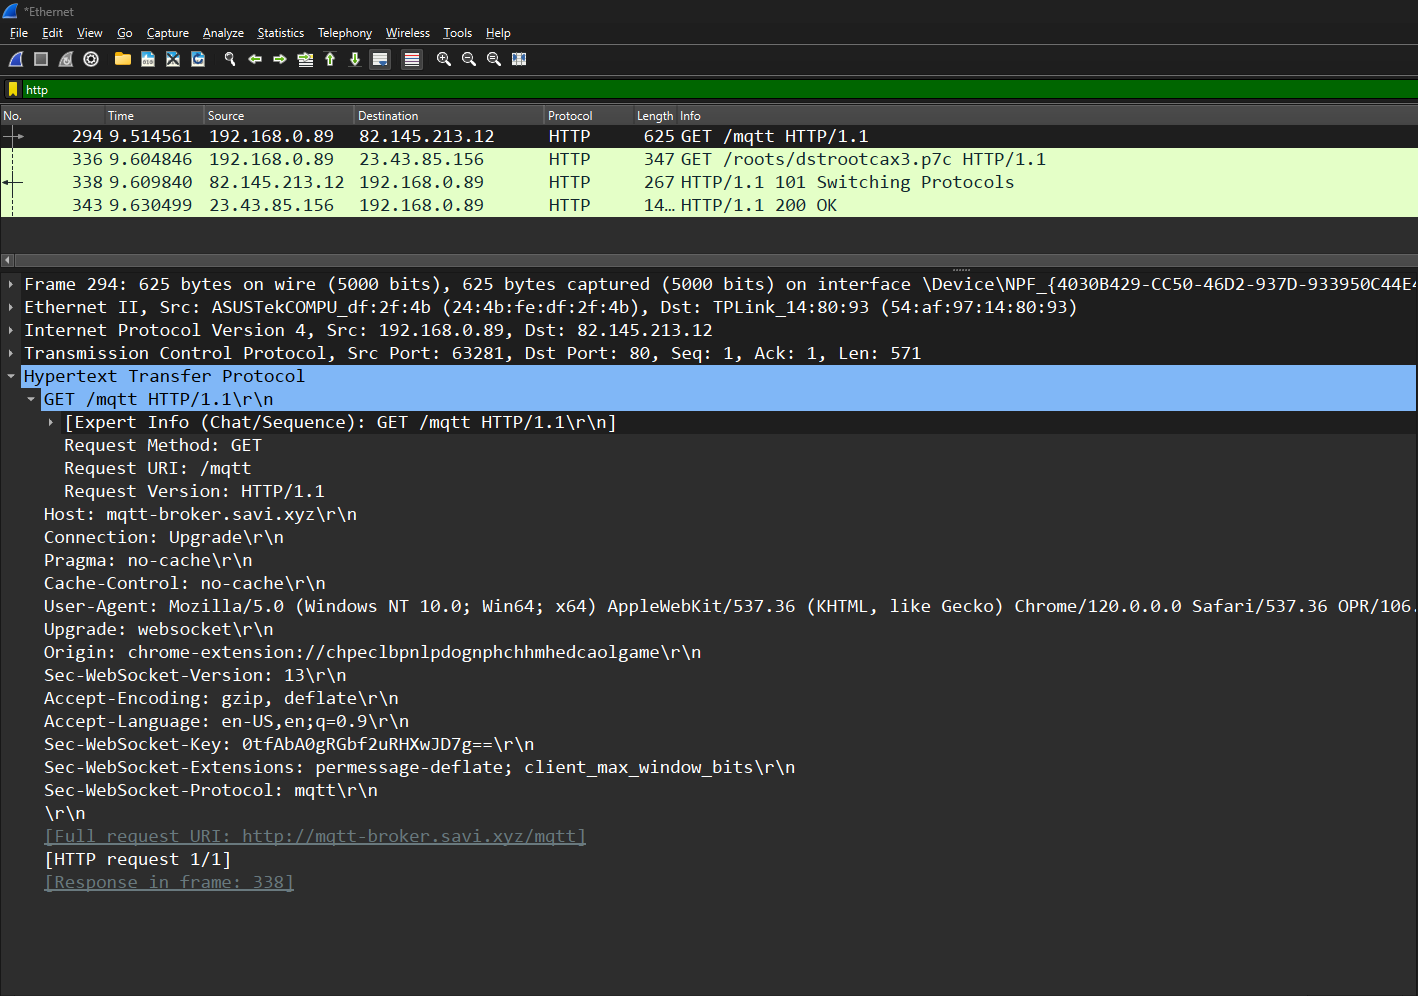 *Ethernet
File Edit View Go Capture Analyze Statistics Telephony Wireless Tools Help
http
No. Time Source Destination Protocol Length Info
294 9.514561 192.168.0.89 82.145.213.12 HTTP 625 GET /mqtt HTTP/1.1
336 9.604846 192.168.0.89 23.43.85.156 HTTP 347 GET /roots/dstrootcax3.p7c HTTP/1.1
338 9.609840 82.145.213.12 192.168.0.89 HTTP 267 HTTP/1.1 101 Switching Protocols
343 9.630499 23.43.85.156 192.168.0.89 HTTP 14… HTTP/1.1 200 OK
Frame 294: 625 bytes on wire (5000 bits), 625 bytes captured (5000 bits) on interface \Device\NPF_{4030B429-CC50-46D2-937D-933950C44E4
Ethernet II, Src: ASUSTekCOMPU_df:2f:4b (24:4b:fe:df:2f:4b), Dst: TPLink_14:80:93 (54:af:97:14:80:93)
Internet Protocol Version 4, Src: 192.168.0.89, Dst: 82.145.213.12
Transmission Control Protocol, Src Port: 63281, Dst Port: 80, Seq: 1, Ack: 1, Len: 571
Hypertext Transfer Protocol
GET /mqtt HTTP/1.1\r\n
[Expert Info (Chat/Sequence): GET /mqtt HTTP/1.1\r\n]
Request Method: GET
Request URI: /mqtt
Request Version: HTTP/1.1
Host: mqtt-broker.savi.xyz\r\n
Connection: Upgrade\r\n
Pragma: no-cache\r\n
Cache-Control: no-cache\r\n
User-Agent: Mozilla/5.0 (Windows NT 10.0; Win64; x64) AppleWebKit/537.36 (KHTML, like Gecko) Chrome/120.0.0.0 Safari/537.36 OPR/106.
Upgrade: websocket\r\n
Origin: chrome-extension://chpeclbpnlpdognphchhmhedcaolgame\r\n
Sec-WebSocket-Version: 13\r\n
Accept-Encoding: gzip, deflate\r\n
Accept-Language: en-US,en;q=0.9\r\n
Sec-WebSocket-Key: 0tfAbA0gRGbf2uRHXwJD7g==\r\n
Sec-WebSocket-Extensions: permessage-deflate; client_max_window_bits\r\n
Sec-WebSocket-Protocol: mqtt\r\n
\r\n
[Full request URI: http://mqtt-broker.savi.xyz/mqtt]
[HTTP request 1/1]
[Response in frame: 338]